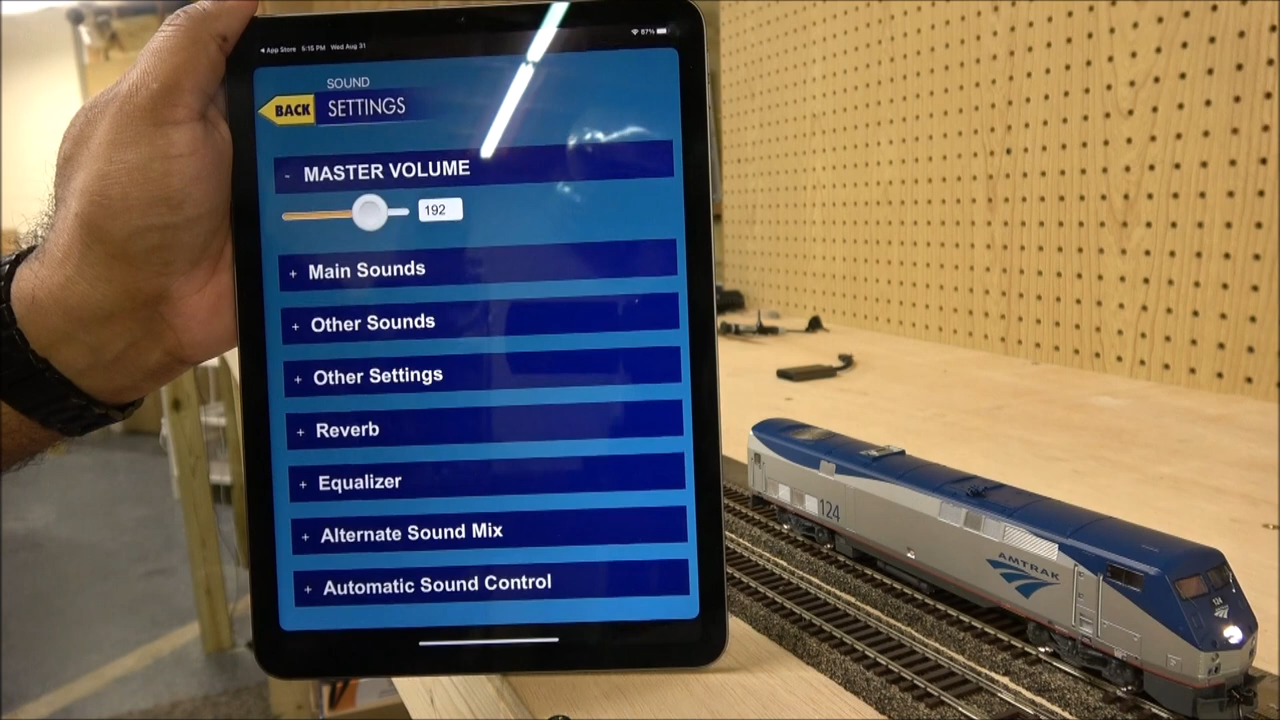 ◀ App Store 5:15 PM Wed Aug 31
87%
SOUND
BACK
SETTINGS
- MASTER VOLUME
192
+ Main Sounds
+ Other Sounds
+ Other Settings
+ Reverb
+ Equalizer
+ Alternate Sound Mix
+ Automatic Sound Control
124
AMTRAK
124